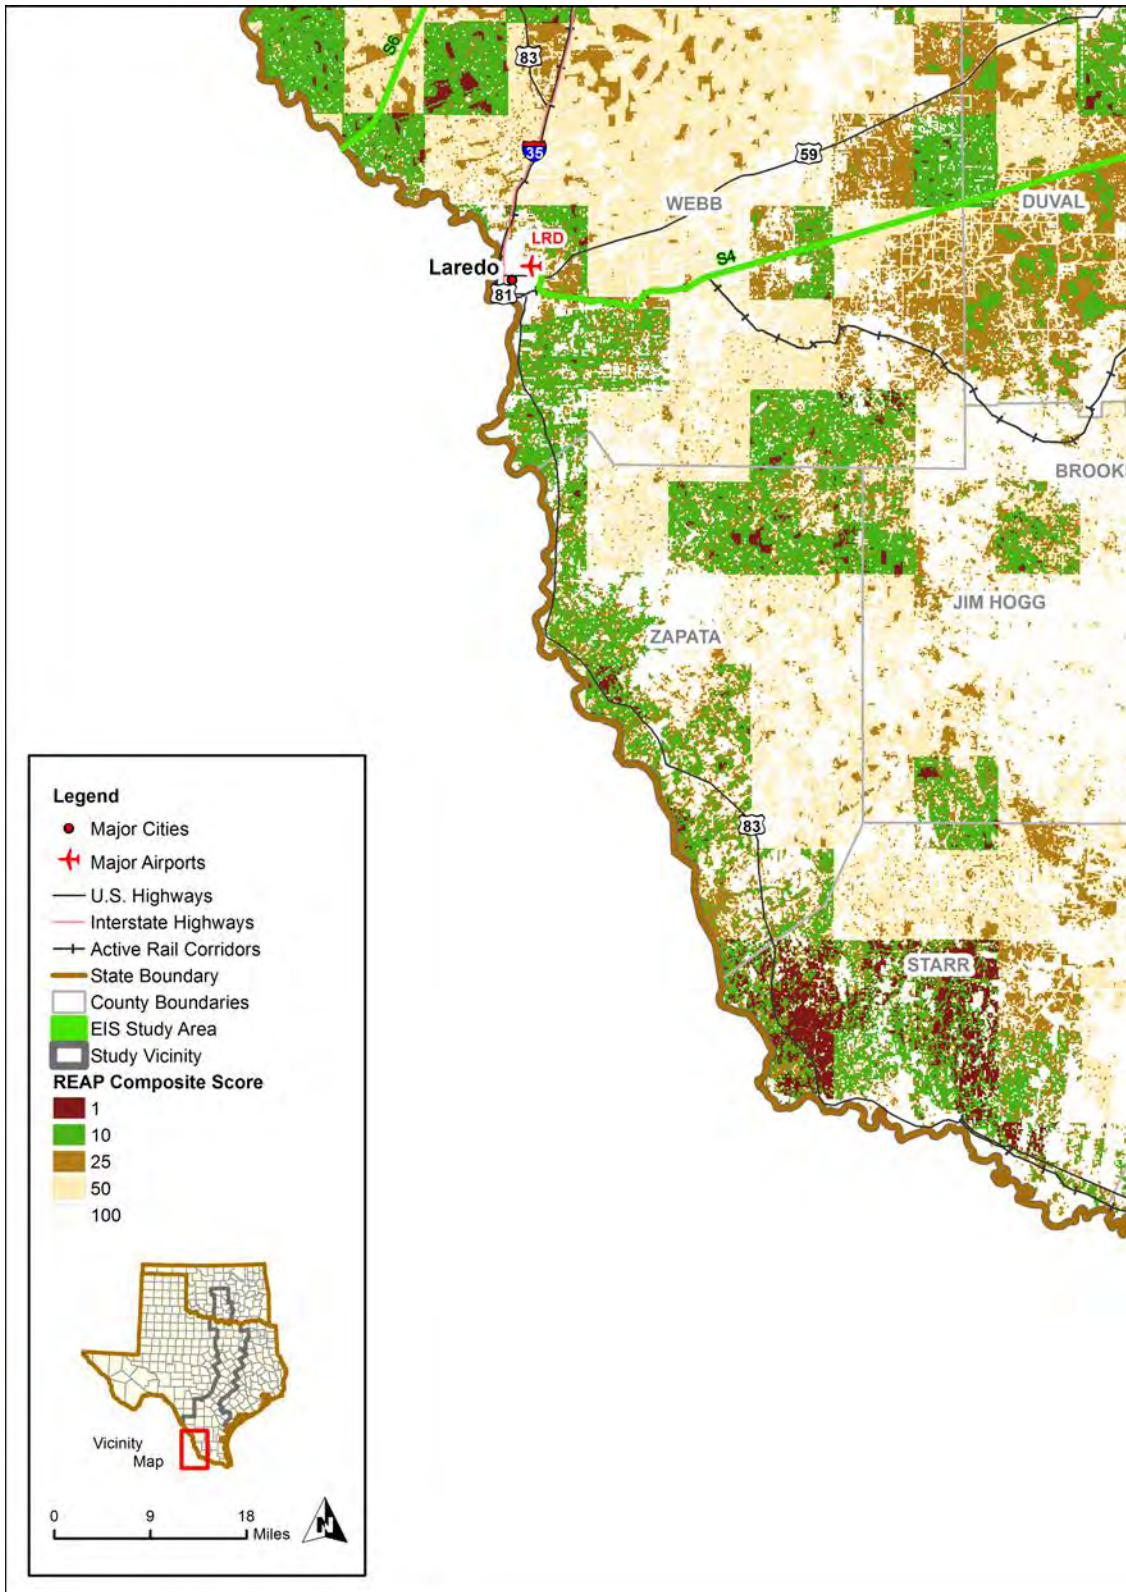 S6
83
35
59
WEBB
DUVAL
LRD
Laredo
S4
81
BROOKS
JIM HOGG
ZAPATA
83
STARR
Legend
Major Cities
Major Airports
U.S. Highways
Interstate Highways
Active Rail Corridors
State Boundary
County Boundaries
EIS Study Area
Study Vicinity
REAP Composite Score
1
10
25
50
100
Vicinity
Map
0 9 18
Miles
N